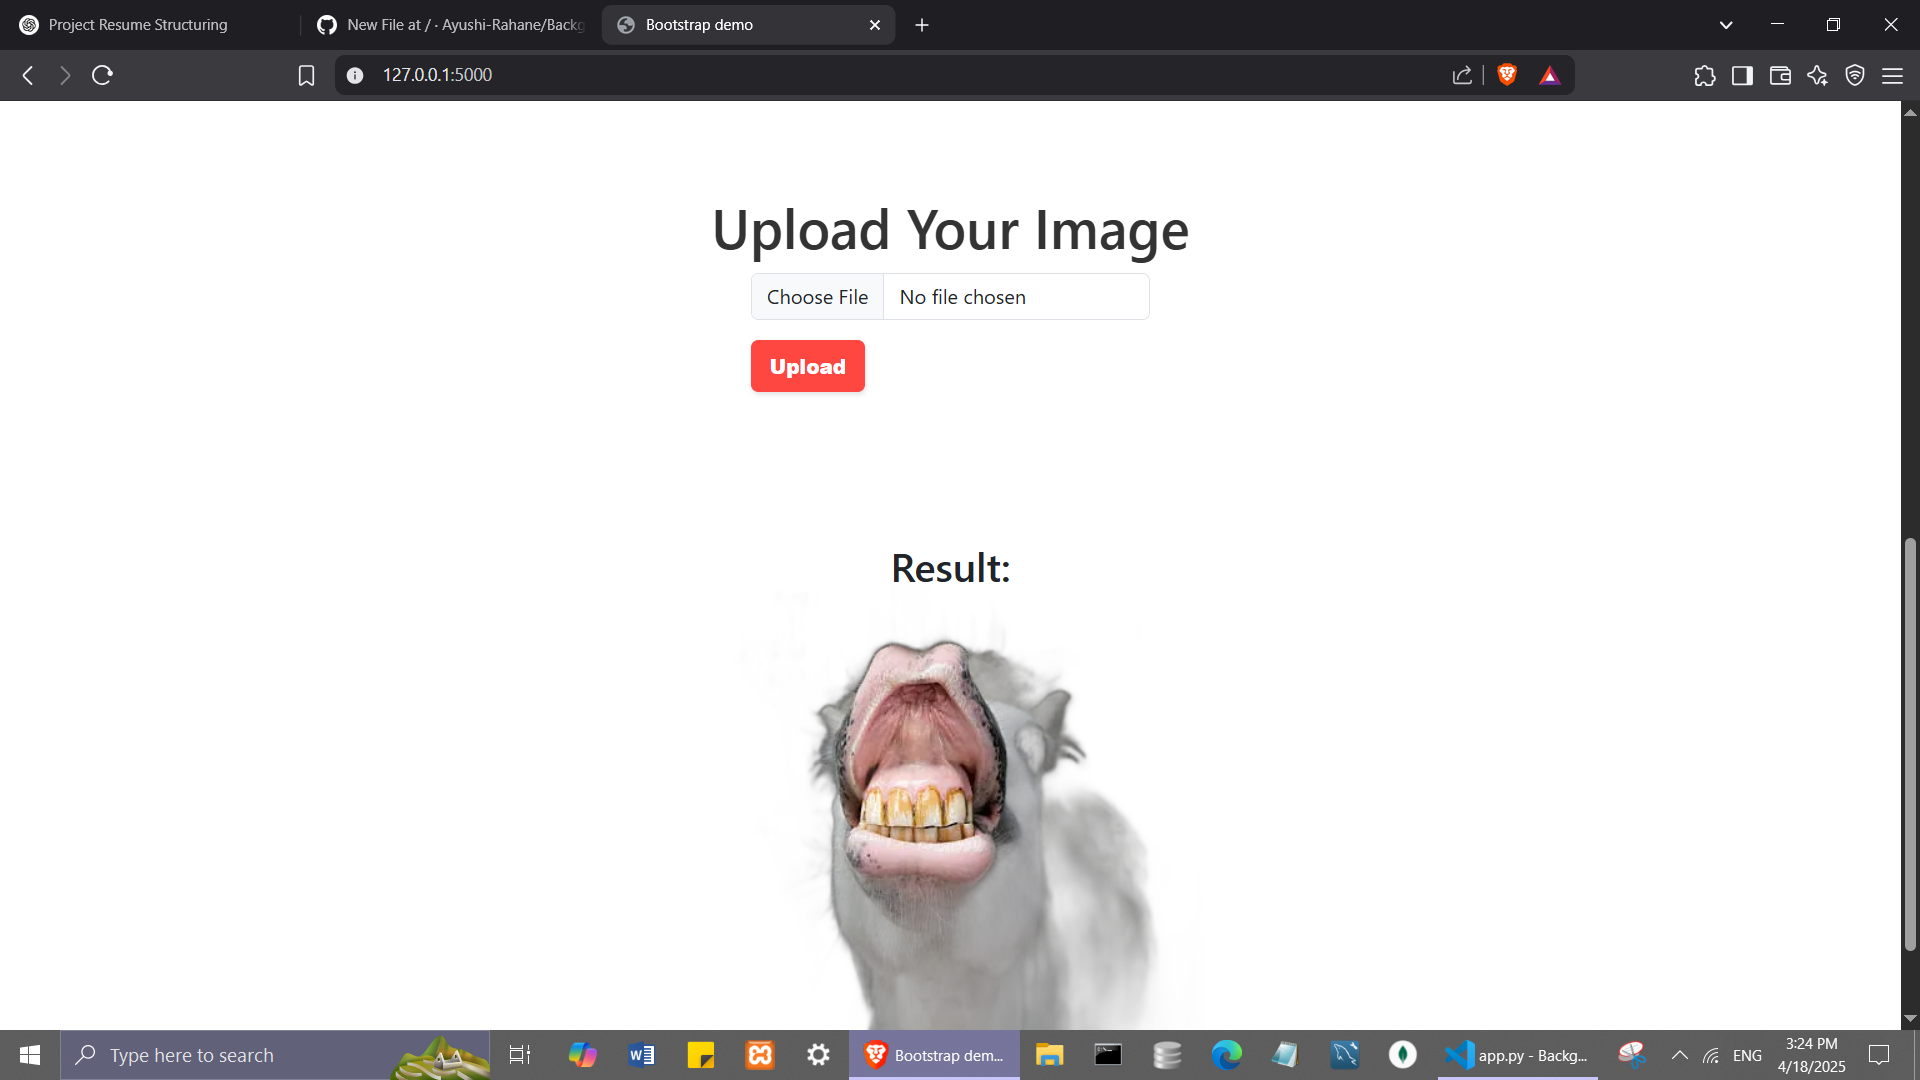 Project Resume Structuring
New File at / · Ayushi-Rahane/Backg
Bootstrap demo
127.0.0.1:5000
Upload Your Image
Choose File
No file chosen
Upload
Result:
Type here to search
Bootstrap dem...
app.py - Backg...
ENG
3:24 PM
4/18/2025